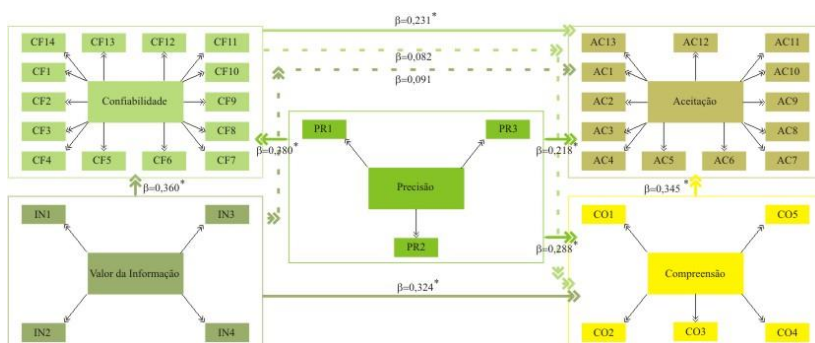 β=0,231*
CF14 CF13 CF12 CF11 AC13 AC12 AC11
β=0,082
CF1 CF10 AC1 AC10
β=0,091
CF2 Confiabilidade CF9 AC2 Aceitação AC9
PR1 PR3
CF3 CF8 AC3 AC8
β=0,380* β=0,218*
CF4 CF5 CF6 CF7 AC4 AC5 AC6 AC7
Precisão
β=0,360* β=0,345*
IN1 IN3 CO1 CO5
PR2
β=0,288*
Valor da Informação Compreensão
β=0,324*
IN2 IN4 CO2 CO3 CO4